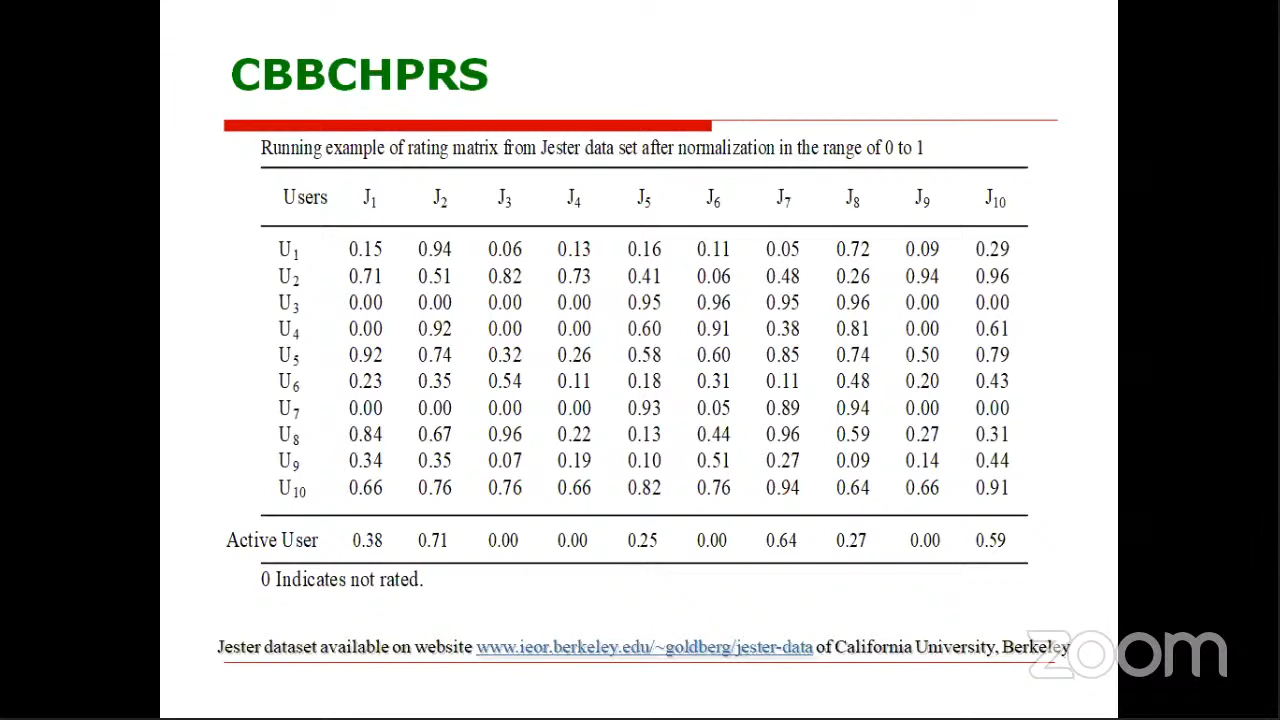 CBBCHPRS
Running example of rating matrix from Jester data set after normalization in the range of 0 to 1
Users J1 J2 J3 J4 J5 J6 J7 J8 J9 J10
U1 0.15 0.94 0.06 0.13 0.16 0.11 0.05 0.72 0.09 0.29
U2 0.71 0.51 0.82 0.73 0.41 0.06 0.48 0.26 0.94 0.96
U3 0.00 0.00 0.00 0.00 0.95 0.96 0.95 0.96 0.00 0.00
U4 0.00 0.92 0.00 0.00 0.60 0.91 0.38 0.81 0.00 0.61
U5 0.92 0.74 0.32 0.26 0.58 0.60 0.85 0.74 0.50 0.79
U6 0.23 0.35 0.54 0.11 0.18 0.31 0.11 0.48 0.20 0.43
U7 0.00 0.00 0.00 0.00 0.93 0.05 0.89 0.94 0.00 0.00
U8 0.84 0.67 0.96 0.22 0.13 0.44 0.96 0.59 0.27 0.31
U9 0.34 0.35 0.07 0.19 0.10 0.51 0.27 0.09 0.14 0.44
U10 0.66 0.76 0.76 0.66 0.82 0.76 0.94 0.64 0.66 0.91
Active User 0.38 0.71 0.00 0.00 0.25 0.00 0.64 0.27 0.00 0.59
0 Indicates not rated.
Jester dataset available on website www.ieor.berkeley.edu/~goldberg/jester-data of California University, Berkeley
zoom